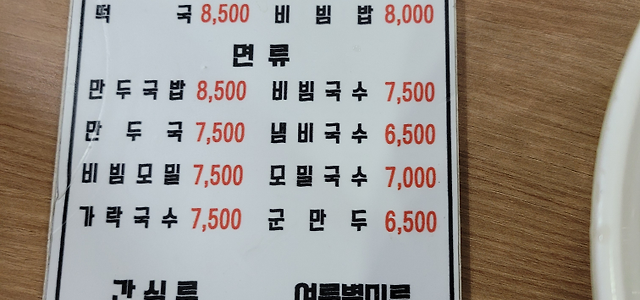 떡국 8,500 비빔밥 8,000
면류
만두국밥 8,500 비빔국수 7,500
만두국 7,500 냄비국수 6,500
비빔모밀 7,500 모밀국수 7,000
가락국수 7,500 군만두 6,500
간식류 여름별미류